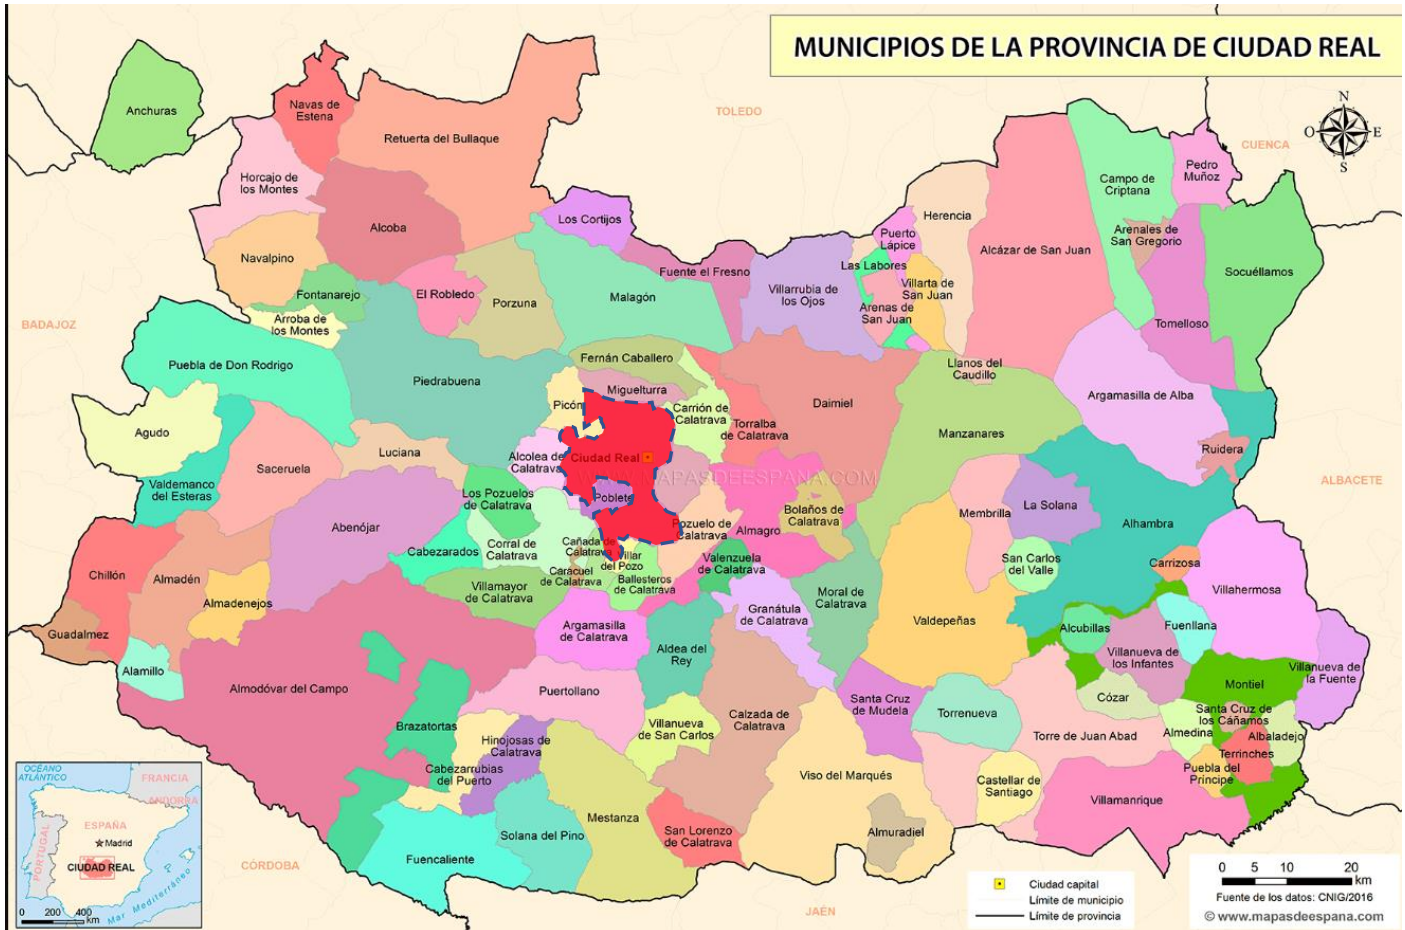 MUNICIPIOS DE LA PROVINCIA DE CIUDAD REAL
TOLEDO
CUENCA
BADAJOZ
ALBACETE
CÓRDOBA
JAÉN
N
O
E
S
Anchuras
Navas de
Estena
Retuerta del Bullaque
Horcajo de
los Montes
Alcoba
Los Cortijos
Navalpino
Fontanarejo
El Robledo
Porzuna
Malagón
Fuente el Fresno
Villarrubia de
los Ojos
Las Labores
Puerto
Lápice
Herencia
Villarta de
San Juan
Arenas de
San Juan
Alcázar de San Juan
Campo de
Criptana
Pedro
Muñoz
Arenales de
San Gregorio
Socuéllamos
Tomelloso
Arroba de
los Montes
Puebla de Don Rodrigo
Piedrabuena
Fernán Caballero
Miguelturra
Picón
Carrión de
Calatrava
Torralba
de Calatrava
Daimiel
Llanos del
Caudillo
Manzanares
Argamasilla de Alba
Ruidera
Agudo
Valdemanco
del Esteras
Saceruela
Luciana
Alcolea de
Calatrava
Ciudad Real
WWW.MAPASDEESPANA.COM
Poblete
Los Pozuelos
de Calatrava
Abenójar
Cabezarados
Corral de
Calatrava
Cañada de
Calatrava
Caracuel
de Calatrava
Villar
del Pozo
Ballesteros
de Calatrava
Pozuelo de
Calatrava
Almagro
Bolaños de
Calatrava
Valenzuela
de Calatrava
Membrilla
La Solana
Alhambra
San Carlos
del Valle
Carrizosa
Villahermosa
Chillón
Almadén
Almadenejos
Guadalmez
Alamillo
Villamayor
de Calatrava
Argamasilla
de Calatrava
Aldea del
Rey
Granátula
de Calatrava
Moral de
Calatrava
Valdepeñas
Alcubillas
Fuenllana
Villanueva de
los Infantes
Villanueva de
la Fuente
Montiel
Cózar
Almodóvar del Campo
Brazatortas
Puertollano
Hinojosas de
Calatrava
Cabezarrubias
del Puerto
Villanueva
de San Carlos
Calzada de
Calatrava
Santa Cruz
de Mudela
Torrenueva
Torre de Juan Abad
Almedina
Santa Cruz de
los Cáñamos
Albaladejo
Terrinches
Puebla del
Príncipe
Castellar de
Santiago
Villamanrique
Viso del Marqués
Almuradiel
San Lorenzo
de Calatrava
Mestanza
Solana del Pino
Fuencaliente
OCÉANO
ATLÁNTICO
FRANCIA
ANDORRA
ESPAÑA
Madrid
PORTUGAL
CIUDAD REAL
Mar Mediterráneo
0 200 400
km
Ciudad capital
Límite de municipio
Límite de provincia
0 5 10 20
km
Fuente de los datos: CNIG/2016
© www.mapasdeespana.com